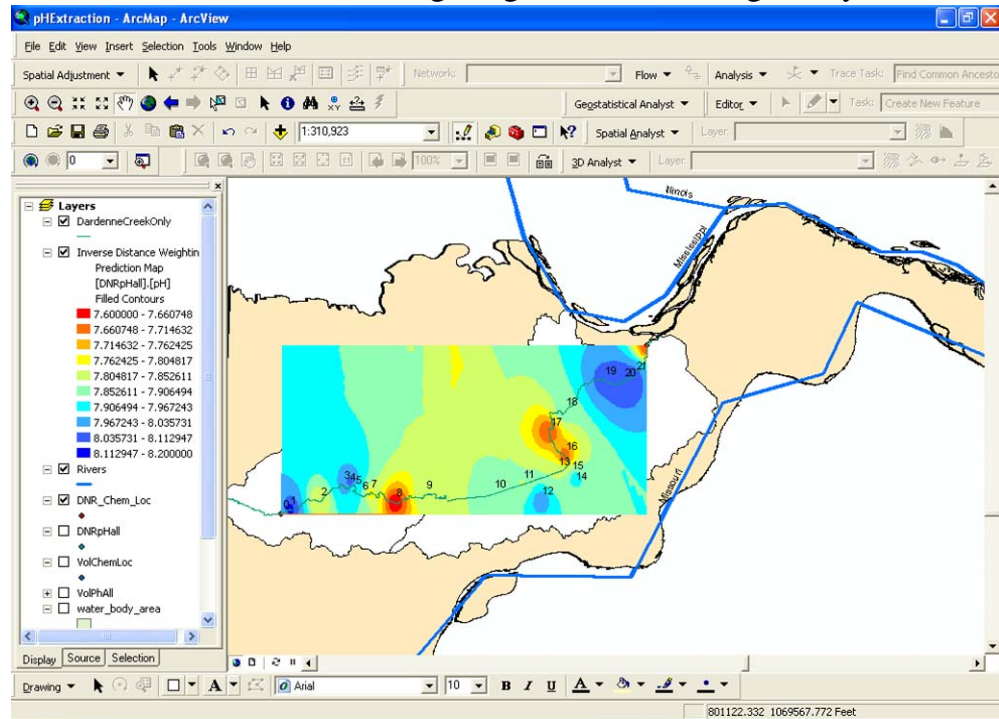 pHExtraction - ArcMap - ArcView
File Edit View Insert Selection Tools Window Help
Spatial Adjustment Network: Flow Analysis Trace Task: Find Common Ancesto
Geostatistical Analyst Editor Task: Create New Feature
1:310,923 Spatial Analyst Layer:
0 100% 3D Analyst Layer:
Layers
DardenneCreekOnly
Inverse Distance Weightin
Prediction Map
[DNRpHall].[pH]
Filled Contours
7.600000 - 7.660748
7.660748 - 7.714632
7.714632 - 7.762425
7.762425 - 7.804817
7.804817 - 7.852611
7.852611 - 7.906494
7.906494 - 7.967243
7.967243 - 8.035731
8.035731 - 8.112947
8.112947 - 8.200000
Rivers
DNR_Chem_Loc
DNRpHall
VolChemLoc
VolPhAll
water_body_area
Illinois
Mississippi
Missouri
21
19 20
18
17
16
13 15
14
12
11
10
9
8
6 7
3 4 5
2
0 1
Display Source Selection
Drawing A Arial 10 B I U A
801122.332 1069567.772 Feet